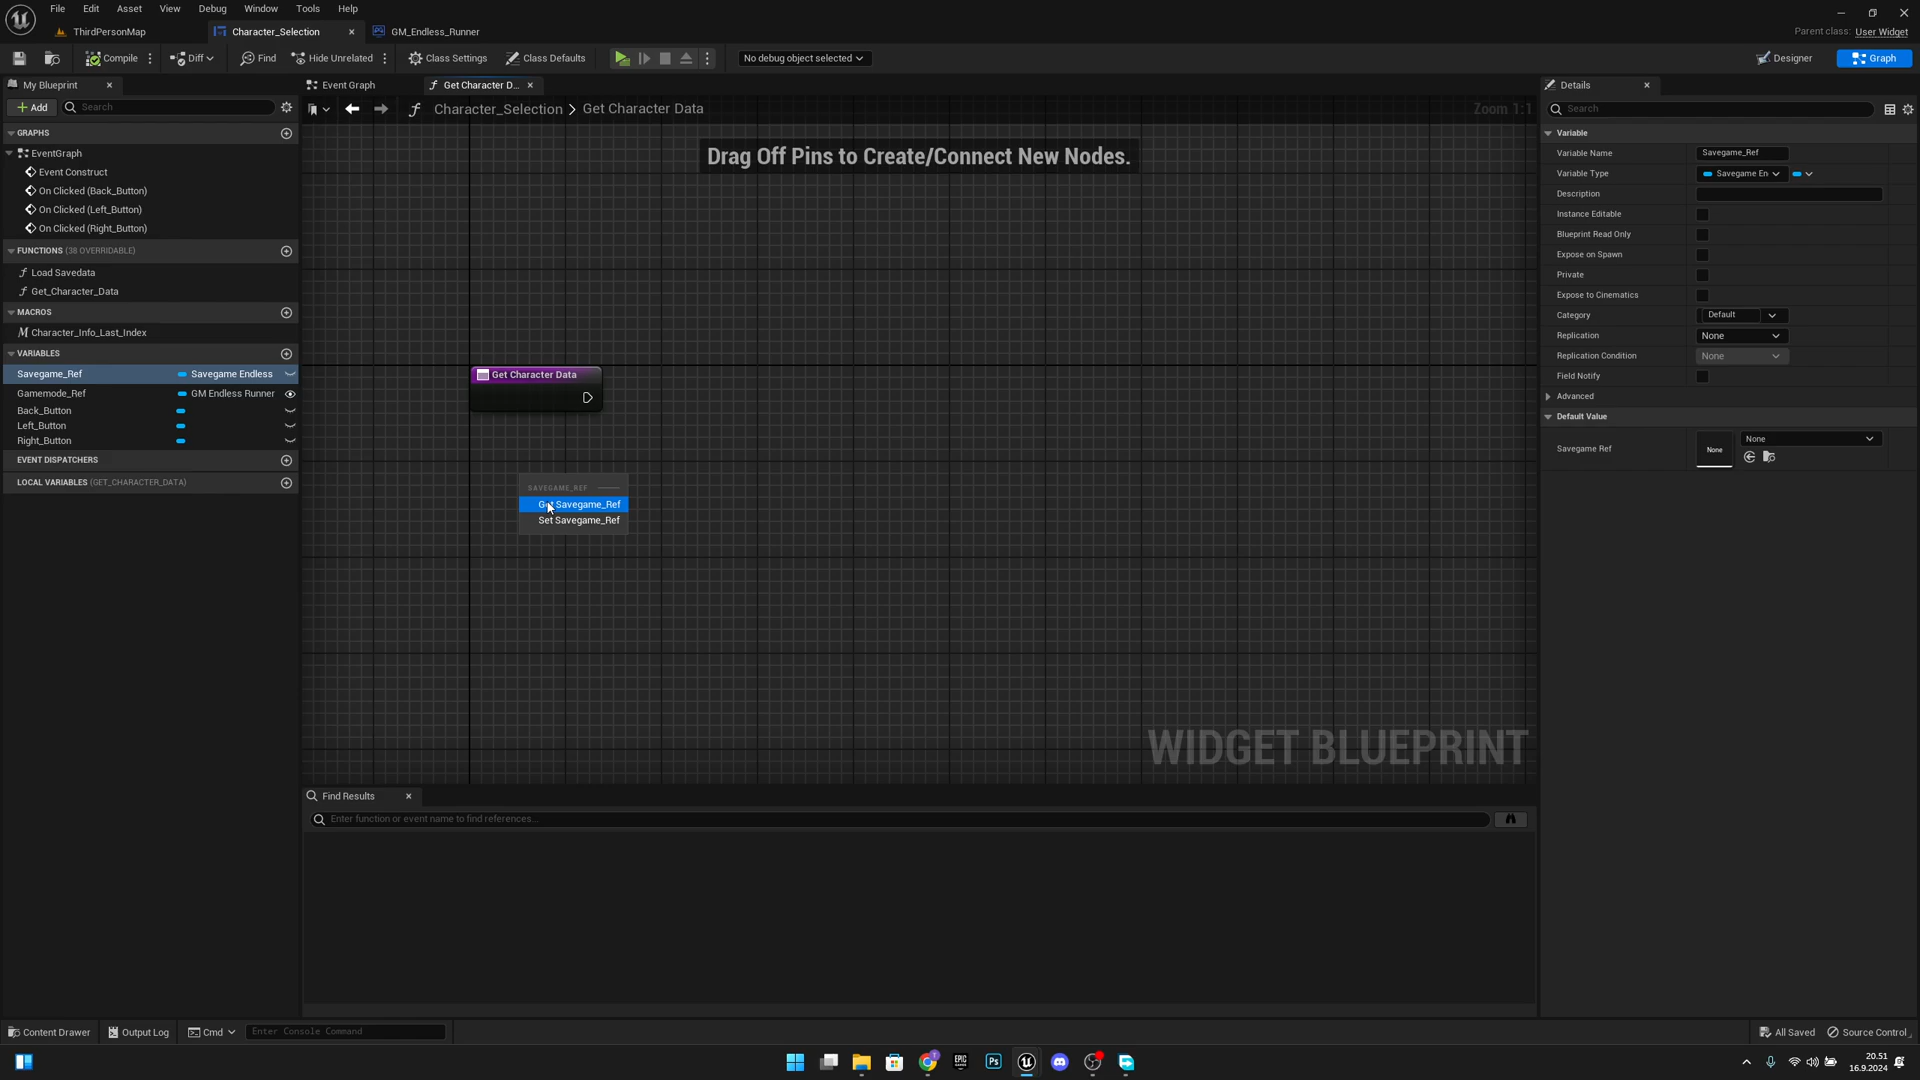 File Edit Asset View Debug Window Tools Help
ThirdPersonMap
Character_Selection
GM_Endless_Runner
Parent class: User Widget
Compile
Diff
Find
Hide Unrelated
Class Settings
Class Defaults
No debug object selected
Designer
Graph
My Blueprint
Add
Search
GRAPHS
EventGraph
Event Construct
On Clicked (Back_Button)
On Clicked (Left_Button)
On Clicked (Right_Button)
FUNCTIONS (38 OVERRIDABLE)
Load Savedata
Get_Character_Data
MACROS
Character_Info_Last_Index
VARIABLES
Savegame_Ref Savegame Endless
Gamemode_Ref GM Endless Runner
Back_Button
Left_Button
Right_Button
EVENT DISPATCHERS
LOCAL VARIABLES (GET_CHARACTER_DATA)
Event Graph
Get Character D...
Character_Selection > Get Character Data
Zoom 1:1
Drag Off Pins to Create/Connect New Nodes.
Get Character Data
SAVEGAME_REF
Get Savegame_Ref
Set Savegame_Ref
WIDGET BLUEPRINT
Find Results
Enter function or event name to find references...
Details
Search
Variable
Variable Name Savegame_Ref
Variable Type Savegame En
Description
Instance Editable
Blueprint Read Only
Expose on Spawn
Private
Expose to Cinematics
Category Default
Replication None
Replication Condition None
Field Notify
Advanced
Default Value
Savegame Ref None None
Content Drawer
Output Log
Cmd
Enter Console Command
All Saved
Source Control
20.51
16.9.2024